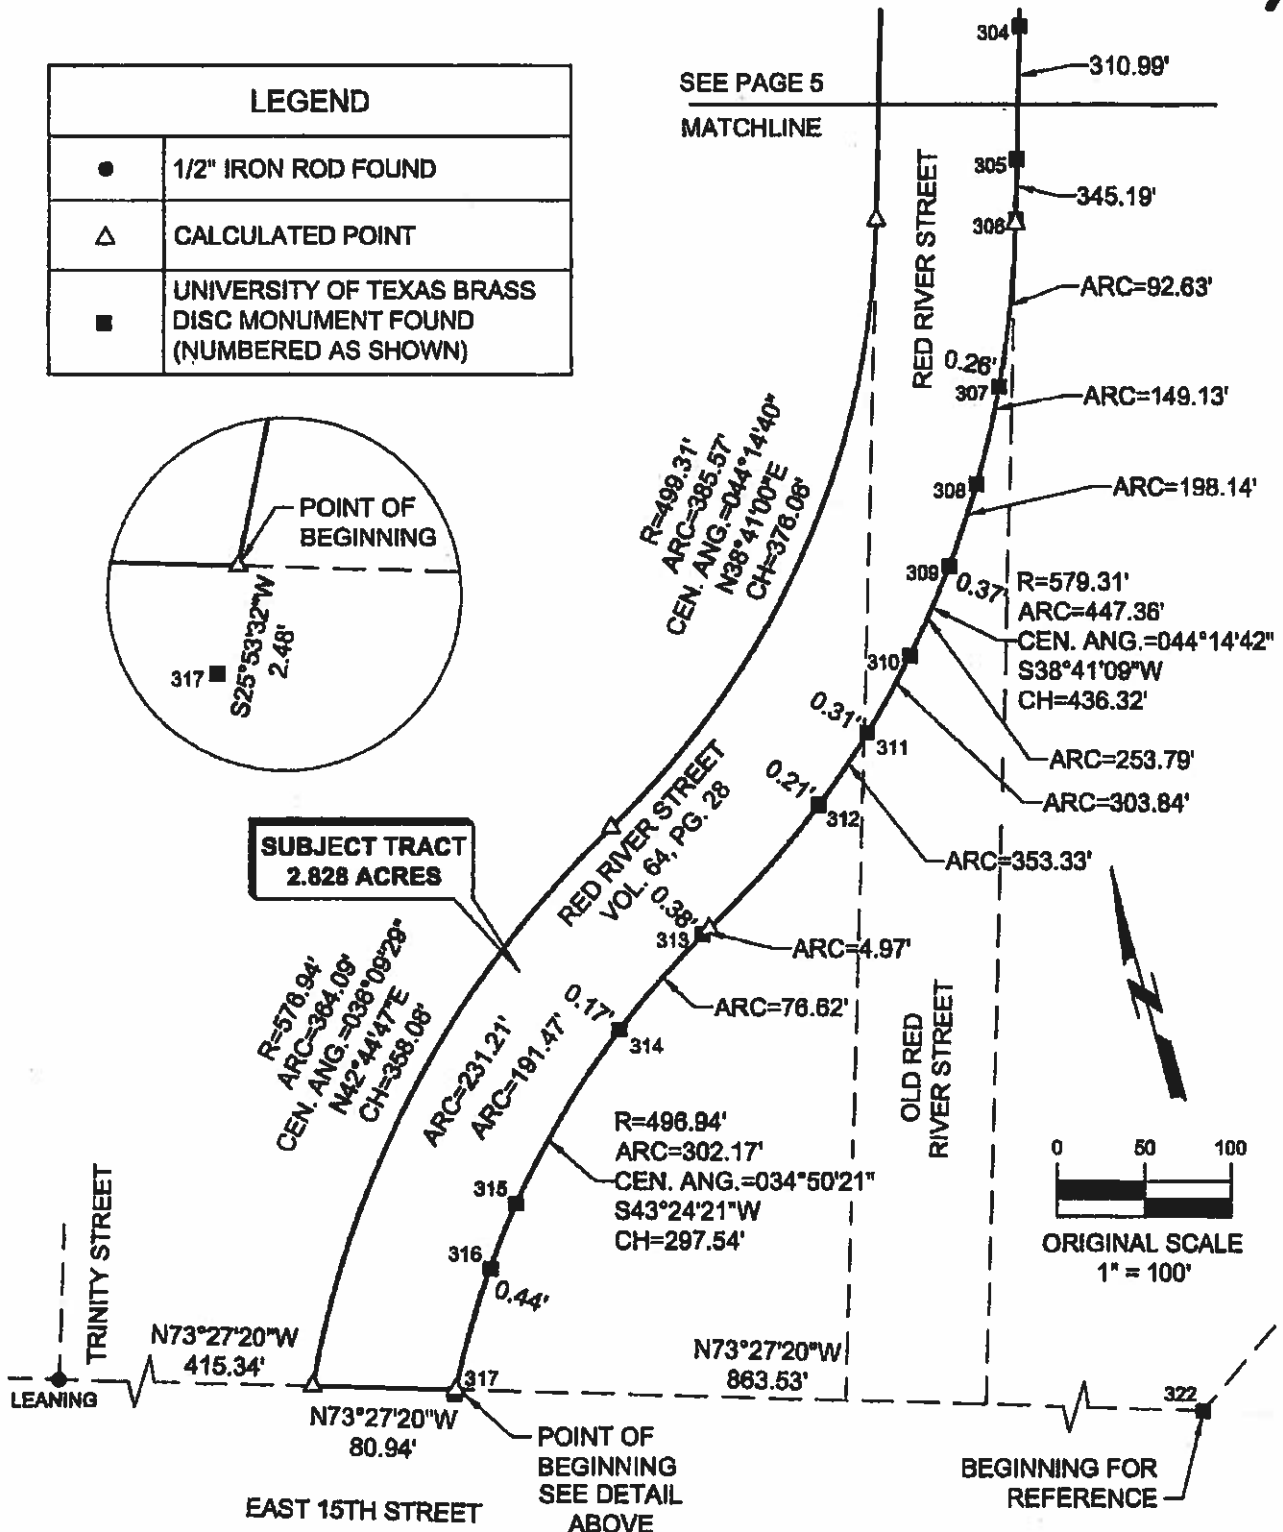 304
310.99'
SEE PAGE 5
MATCHLINE
LEGEND
1/2" IRON ROD FOUND
CALCULATED POINT
UNIVERSITY OF TEXAS BRASS
DISC MONUMENT FOUND
(NUMBERED AS SHOWN)
305
345.19'
306
RED RIVER STREET
ARC=92.63'
0.26'
307
ARC=149.13'
308
ARC=198.14'
309
0.37'
R=579.31'
ARC=447.36'
CEN. ANG.=044°14'42"
S38°41'09"W
CH=436.32'
R=499.31'
ARC=385.57'
CEN. ANG.=044°14'40"
N38°41'00"E
CH=376.06'
POINT OF
BEGINNING
S25°53'32"W
2.48'
317
310
0.31'
311
ARC=253.79'
ARC=303.84'
0.21'
312
ARC=353.33'
RED RIVER STREET
VOL. 64, PG. 28
SUBJECT TRACT
2.828 ACRES
0.38'
313
ARC=4.97'
ARC=76.62'
0.17'
314
R=576.94'
ARC=364.09'
CEN. ANG.=036°09'29"
N42°44'47"E
CH=358.08'
ARC=231.21'
ARC=191.47'
OLD RED
RIVER STREET
R=496.94'
ARC=302.17'
CEN. ANG.=034°50'21"
S43°24'21"W
CH=297.54'
315
316
0.44'
0 50 100
ORIGINAL SCALE
1" = 100'
TRINITY STREET
N73°27'20"W
415.34'
LEANING
317
N73°27'20"W
863.53'
322
N73°27'20"W
80.94'
POINT OF
BEGINNING
SEE DETAIL
ABOVE
BEGINNING FOR
REFERENCE
EAST 15TH STREET